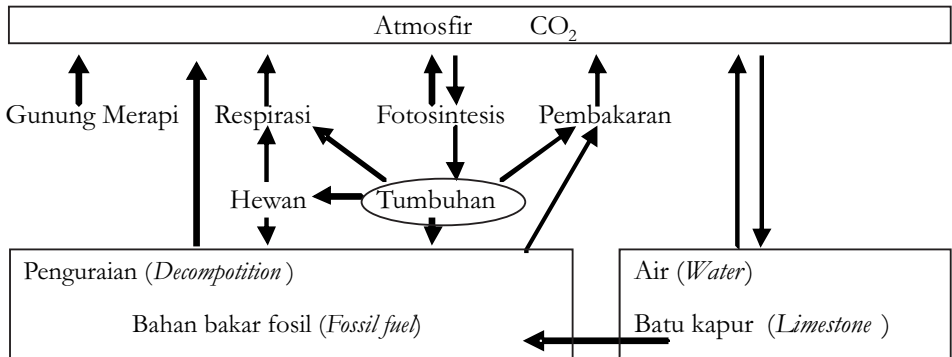 Atmosfir CO₂
Gunung Merapi Respirasi Fotosintesis Pembakaran
Hewan Tumbuhan
Penguraian (Decompotition) Air (Water)
Bahan bakar fosil (Fossil fuel) Batu kapur (Limestone )